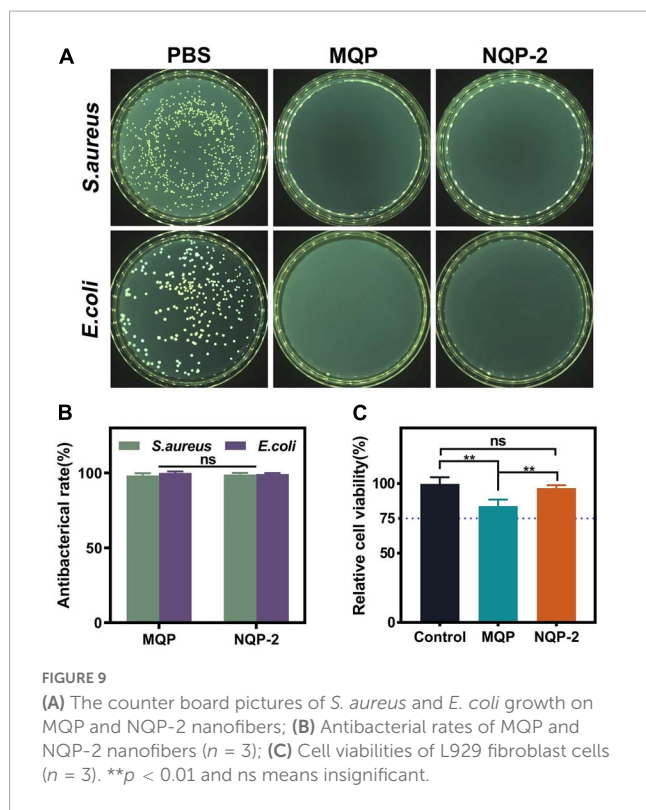 A
PBS
MQP
NQP-2
S.aureus
E.coli
B
S.aureus
E.coli
ns
Antibacterical rate(%)
100
50
0
MQP
NQP-2
C
ns
**
**
Relative cell viability(%)
100
75
50
0
Control
MQP
NQP-2
FIGURE 9
(A) The counter board pictures of S. aureus and E. coli growth on
MQP and NQP-2 nanofibers; (B) Antibacterial rates of MQP and
NQP-2 nanofibers (n = 3); (C) Cell viabilities of L929 fibroblast cells
(n = 3). **p < 0.01 and ns means insignificant.